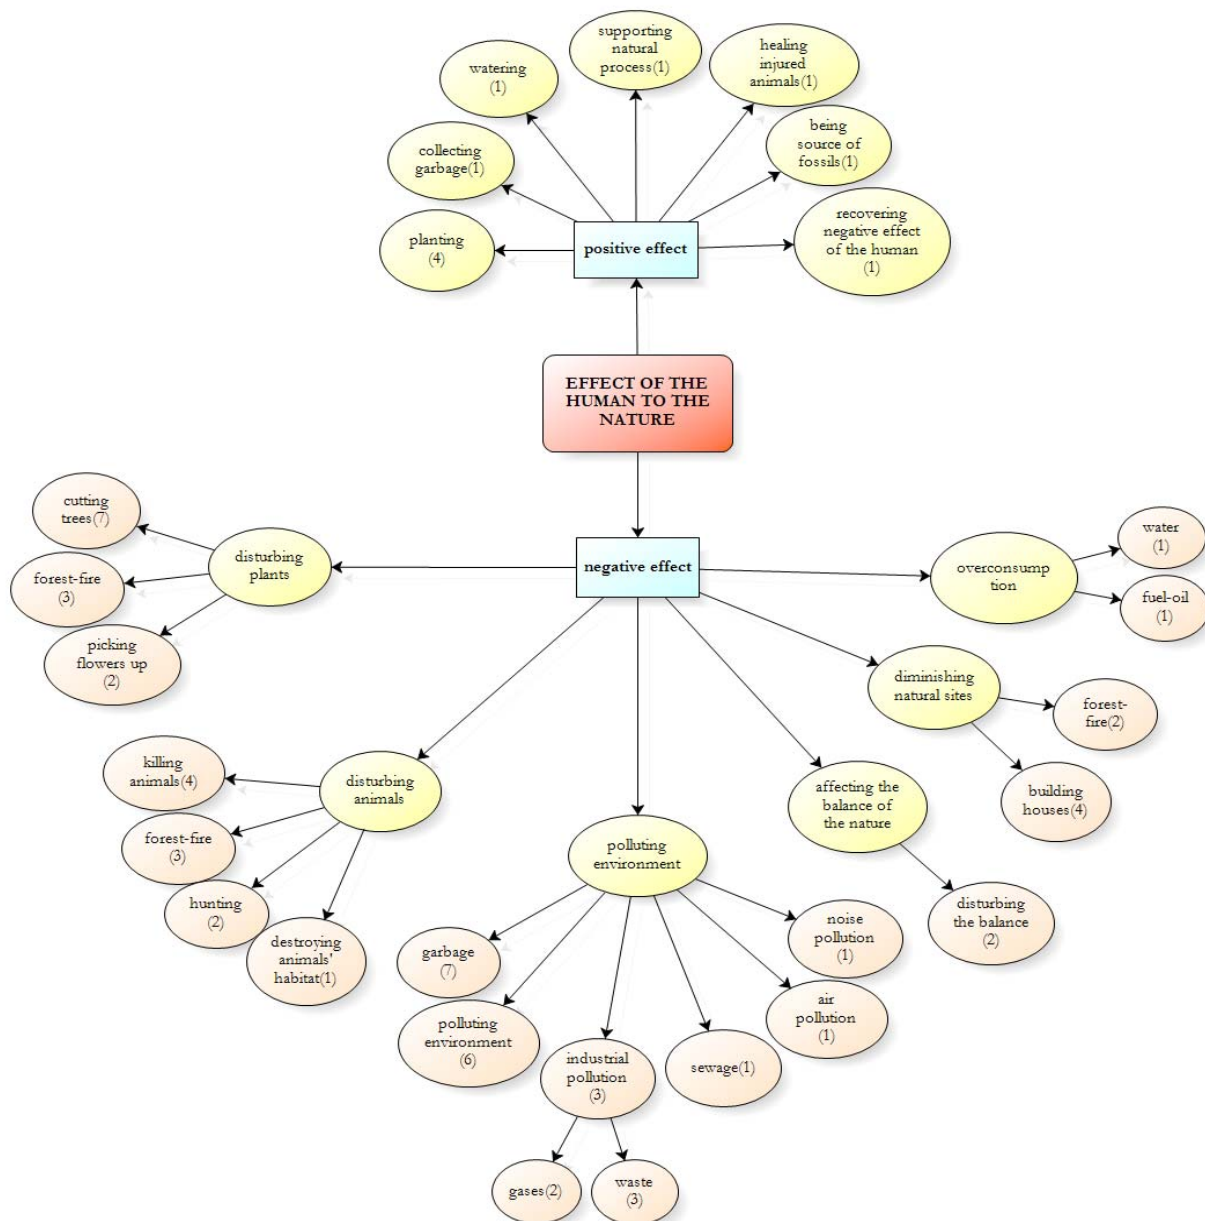 supporting
natural
process(1)
healing
injured
animals(1)
watering
(1)
being
source of
fossils(1)
collecting
garbage(1)
recovering
negative effect
of the human
(1)
planting
(4)
positive effect
EFFECT OF THE
HUMAN TO THE
NATURE
negative effect
cutting
trees(7)
disturbing
plants
forest-fire
(3)
picking
flowers up
(2)
overconsump
tion
water
(1)
fuel-oil
(1)
diminishing
natural sites
forest-
fire(2)
building
houses(4)
killing
animals(4)
disturbing
animals
forest-fire
(3)
hunting
(2)
destroying
animals'
habitat(1)
affecting the
balance of
the nature
disturbing
the balance
(2)
polluting
environment
garbage
(7)
polluting
environment
(6)
industrial
pollution
(3)
sewage(1)
air
pollution
(1)
noise
pollution
(1)
gases(2)
waste
(3)